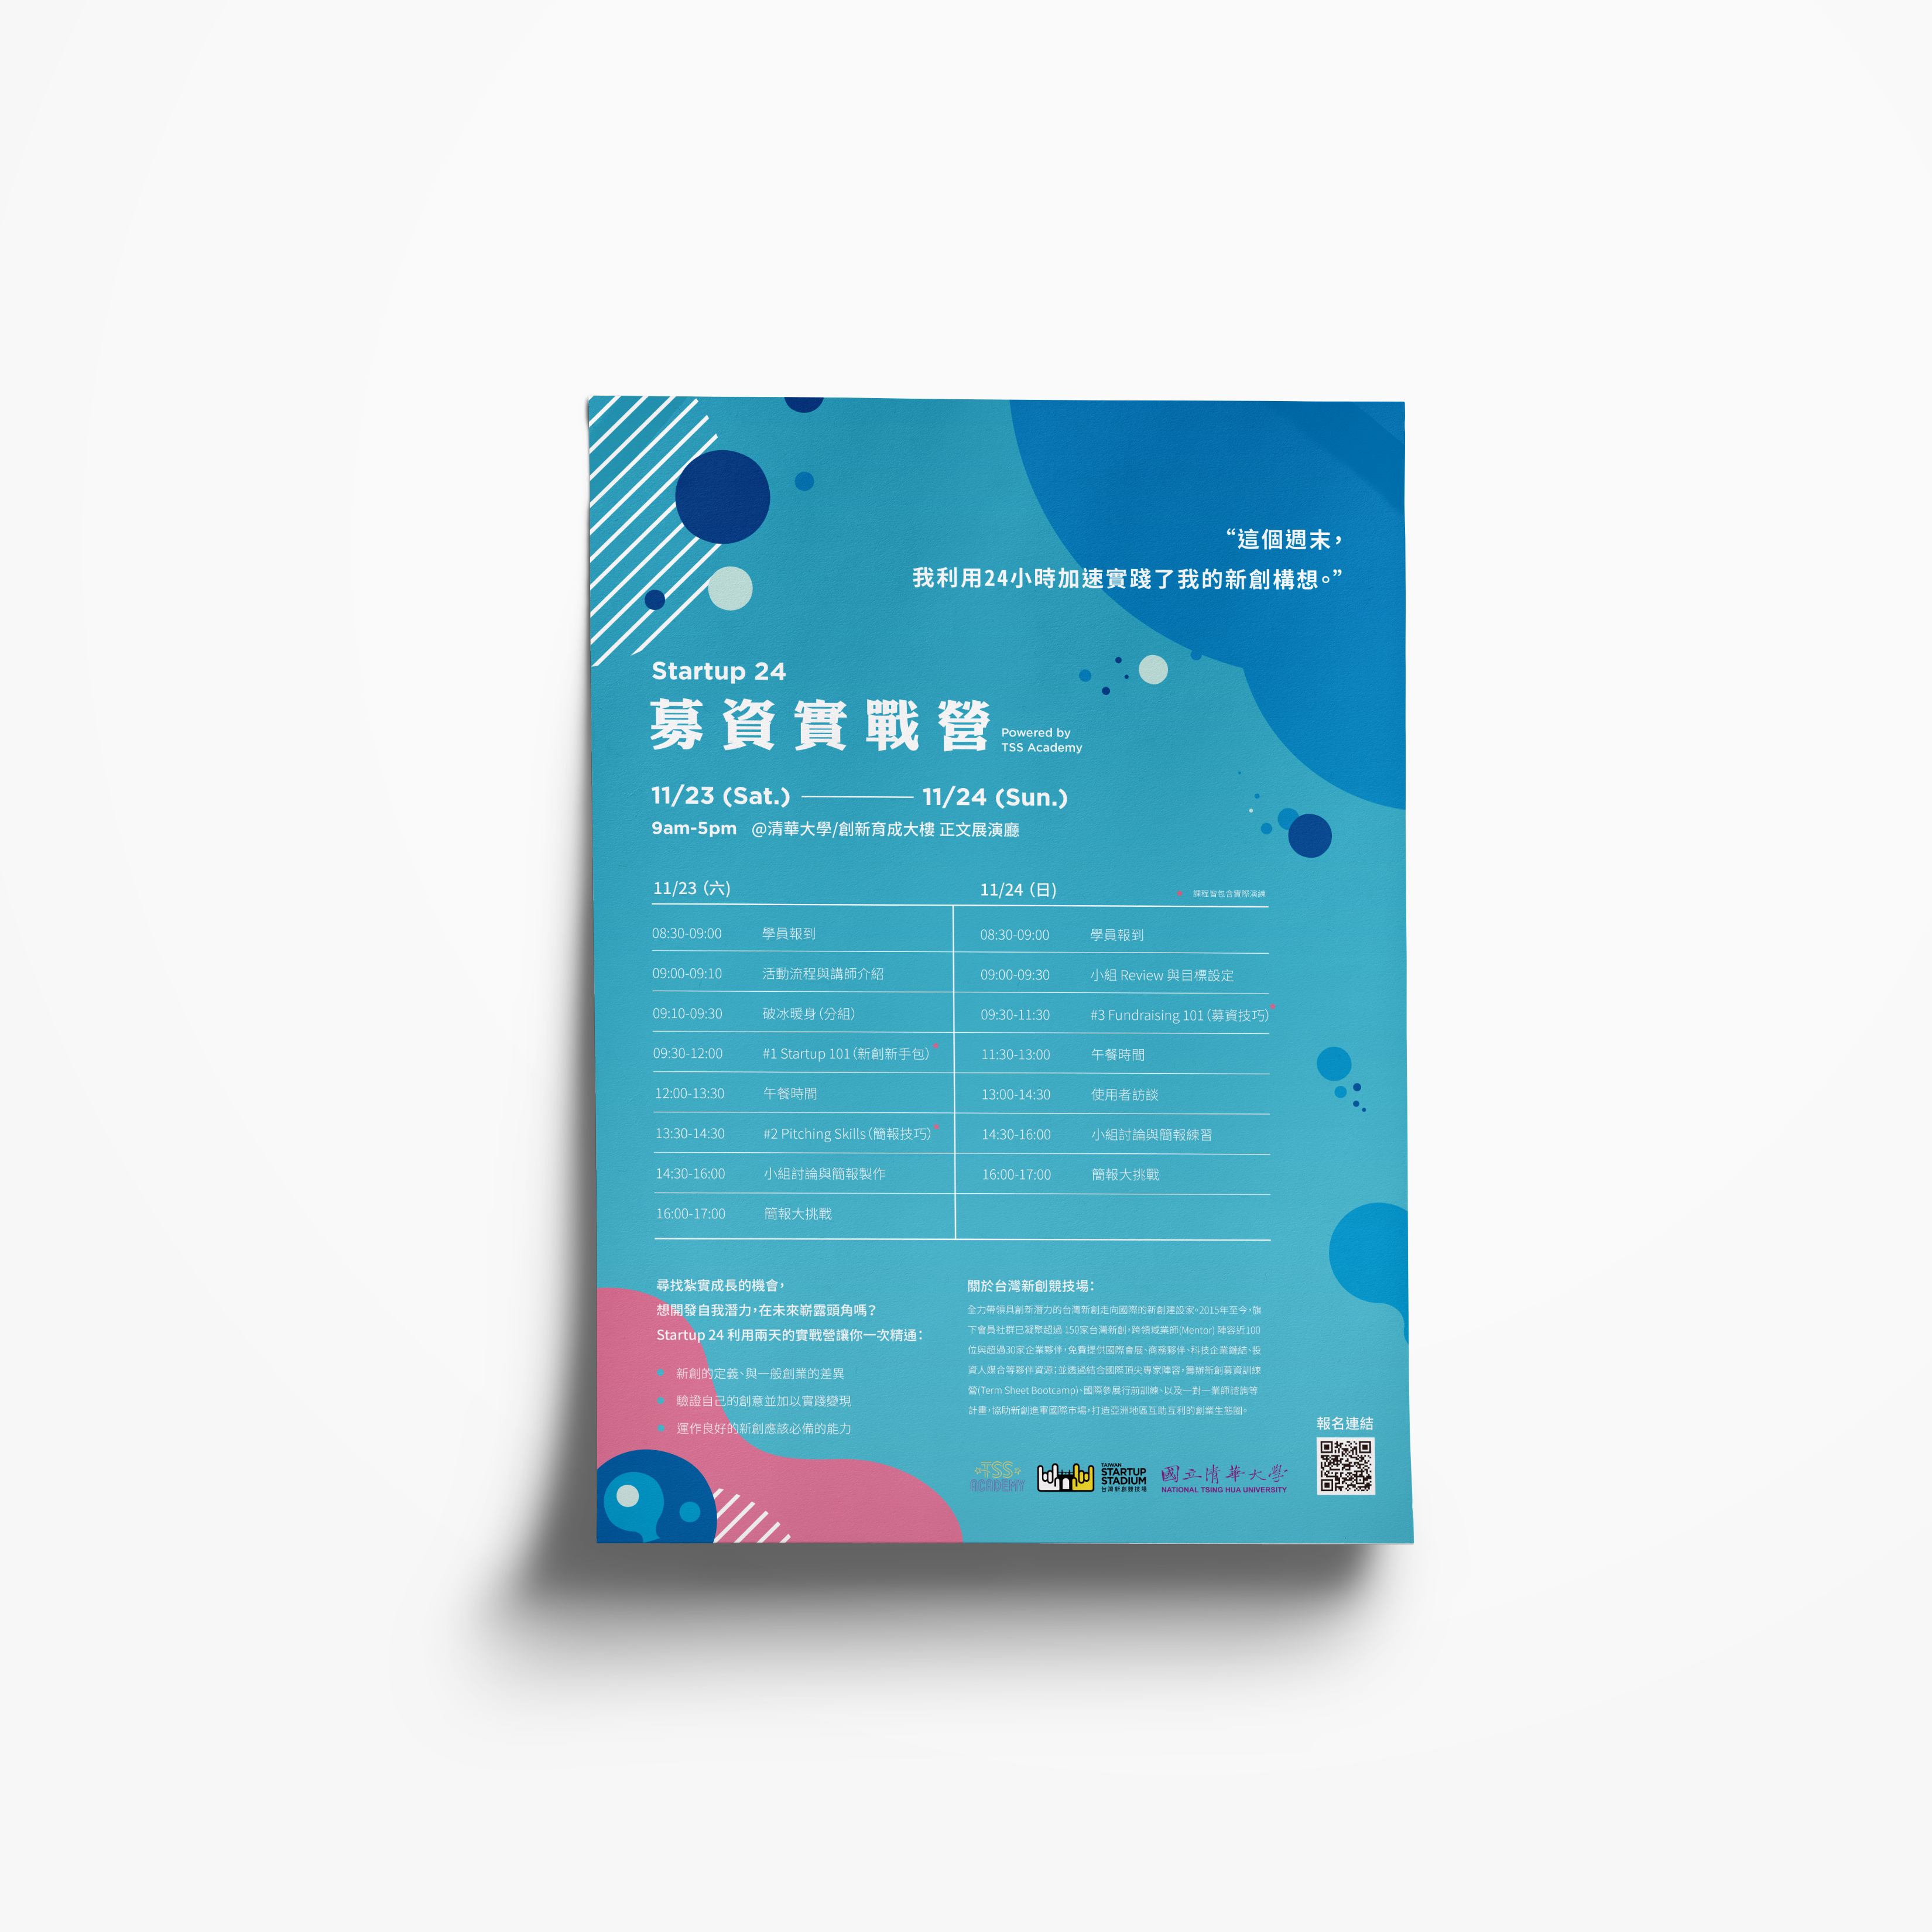 “這個週末，
我利用24小時加速實踐了我的新創構想。”
Startup 24
募資實戰營
Powered by
TSS Academy
11/23 (Sat.) 11/24 (Sun.)
9am-5pm @清華大學/創新育成大樓 正文展演廳
11/23 (六)
08:30-09:00 學員報到
09:00-09:10 活動流程與講師介紹
09:10-09:30 破冰暖身（分組）
09:30-12:00 #1 Startup 101（新創新手包）*
12:00-13:30 午餐時間
13:30-14:30 #2 Pitching Skills（簡報技巧）*
14:30-16:00 小組討論與簡報製作
16:00-17:00 簡報大挑戰
11/24 (日)
* 課程皆包含實際演練
08:30-09:00 學員報到
09:00-09:30 小組 Review 與目標設定
09:30-11:30 #3 Fundraising 101（募資技巧）*
11:30-13:00 午餐時間
13:00-14:30 使用者訪談
14:30-16:00 小組討論與簡報練習
16:00-17:00 簡報大挑戰
尋找紮實成長的機會，
想開發自我潛力，在未來嶄露頭角嗎？
Startup 24 利用兩天的實戰營讓你一次精通：
新創的定義、與一般創業的差異
驗證自己的創意並加以實踐變現
運作良好的新創應該必備的能力
關於台灣新創競技場：
全力帶領具創新潛力的台灣新創走向國際的新創建設家。2015年至今，旗
下會員社群已凝聚超過 150家台灣新創，跨領域業師(Mentor) 陣容近100
位與超過30家企業夥伴，免費提供國際會展、商務夥伴、科技企業鏈結、投
資人媒合等夥伴資源；並透過結合國際頂尖專家陣容，籌辦新創募資訓練
營(Term Sheet Bootcamp)、國際參展行前訓練、以及一對一業師諮詢等
計畫，協助新創進軍國際市場，打造亞洲地區互助互利的創業生態圈。
報名連結
TSS
ACADEMY
TAIWAN
STARTUP
STADIUM
台灣新創競技場
國立清華大學
NATIONAL TSING HUA UNIVERSITY